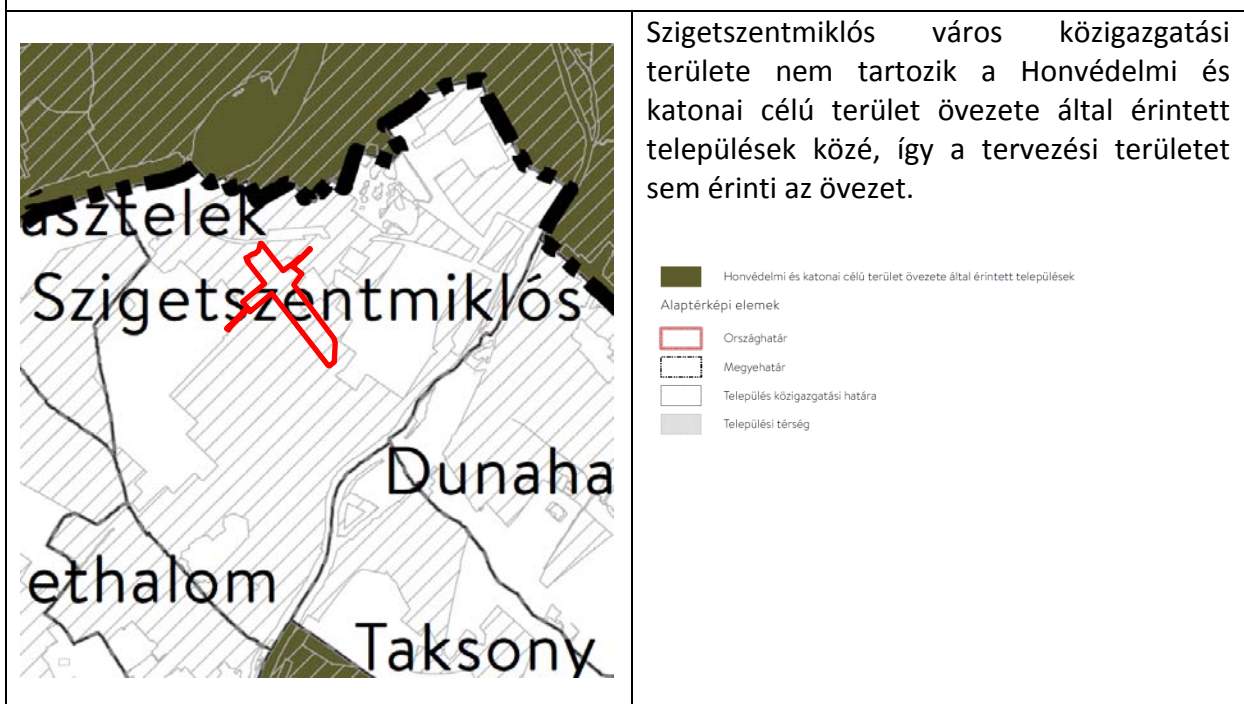 asztelek
Szigetszentmiklós
Dunaha
ethalom
Taksony
Szigetszentmiklós város közigazgatási
területe nem tartozik a Honvédelmi és
katonai célú terület övezete által érintett
települések közé, így a tervezési területet
sem érinti az övezet.
Honvédelmi és katonai célú terület övezete által érintett települések
Alaptérképi elemek
Országhatár
Megyehatár
Település közigazgatási határa
Települési térség